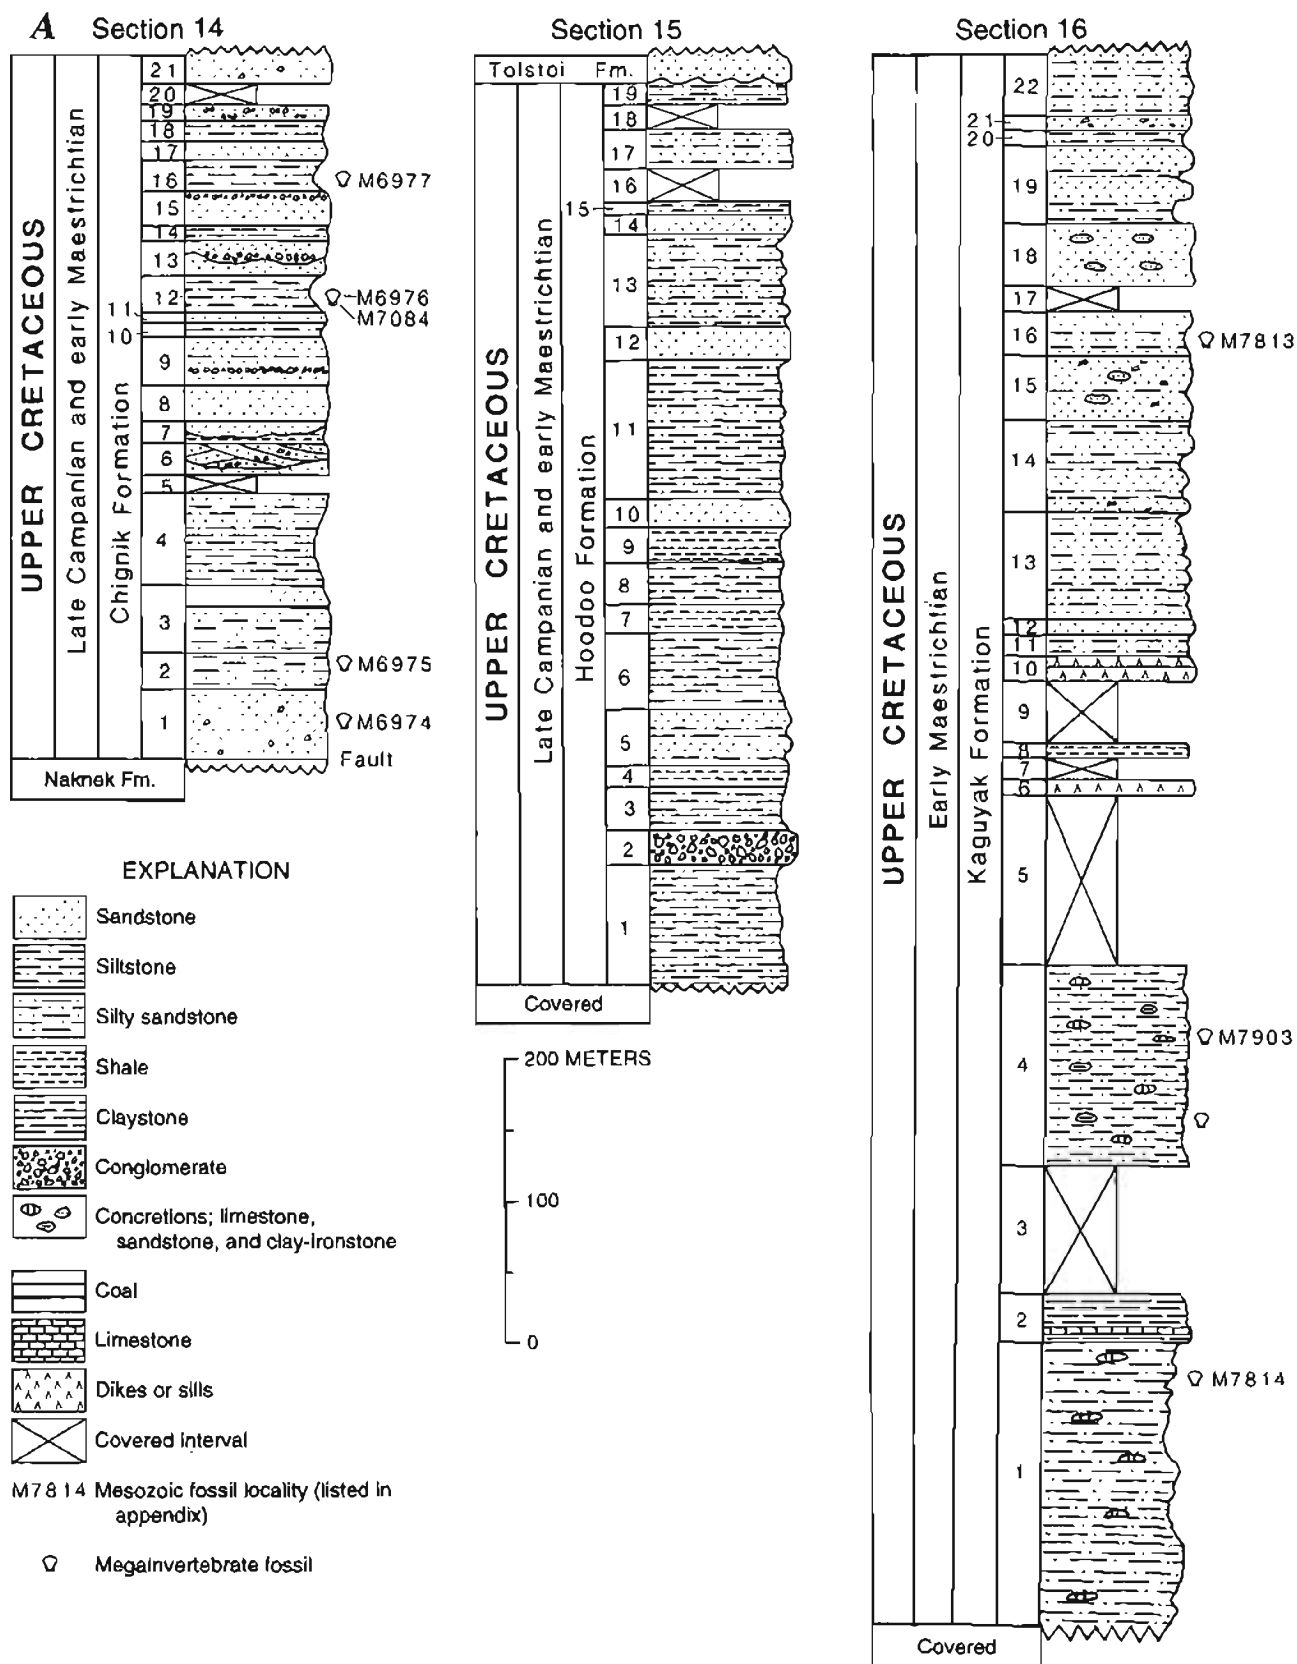 A Section 14
UPPER CRETACEOUS
Late Campanian and early Maestrichtian
Chignik Formation
21
20
19
18
17
16
15
14
13
12
11
10
9
8
7
6
5
4
3
2
1
M6977
M6976
M7084
M6975
M6974
Fault
Naknek Fm.
Section 15
Tolstoi Fm.
UPPER CRETACEOUS
Late Campanian and early Maestrichtian
Hoodoo Formation
19
18
17
16
15
14
13
12
11
10
9
8
7
6
5
4
3
2
1
Covered
Section 16
UPPER CRETACEOUS
Early Maestrichtian
Kaguyak Formation
22
21
20
19
18
17
16
15
14
13
12
11
10
9
8
7
6
5
4
3
2
1
M7813
M7903
M7814
Covered
EXPLANATION
Sandstone
Siltstone
Silty sandstone
Shale
Claystone
Conglomerate
Concretions; limestone,
sandstone, and clay-ironstone
Coal
Limestone
Dikes or sills
Covered interval
M7814 Mesozoic fossil locality (listed in
appendix)
Megainvertebrate fossil
200 METERS
100
0